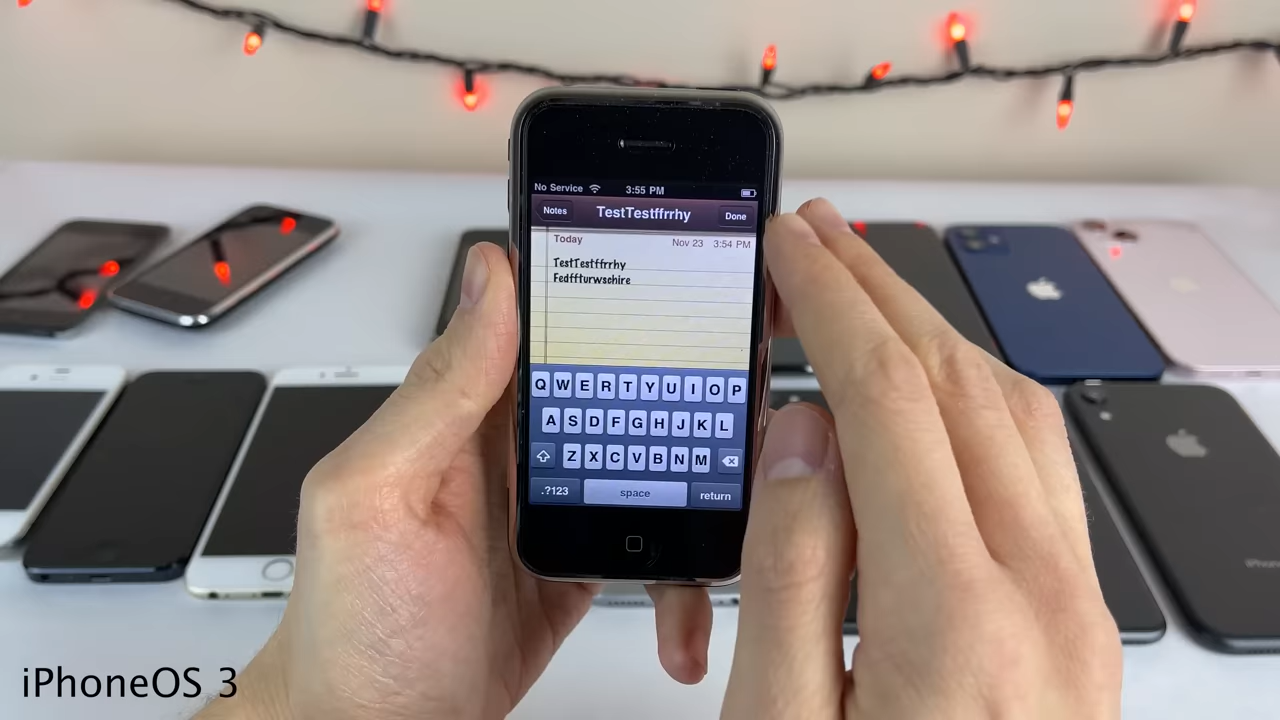 No Service 3:55 PM
Notes TestTestffrrhy Done
Today Nov 23 3:54 PM
TestTestffrrhy
Fedffturwschire
Q W E R T Y U I O P
A S D F G H J K L
Z X C V B N M
.?123 space return
iPhoneOS 3